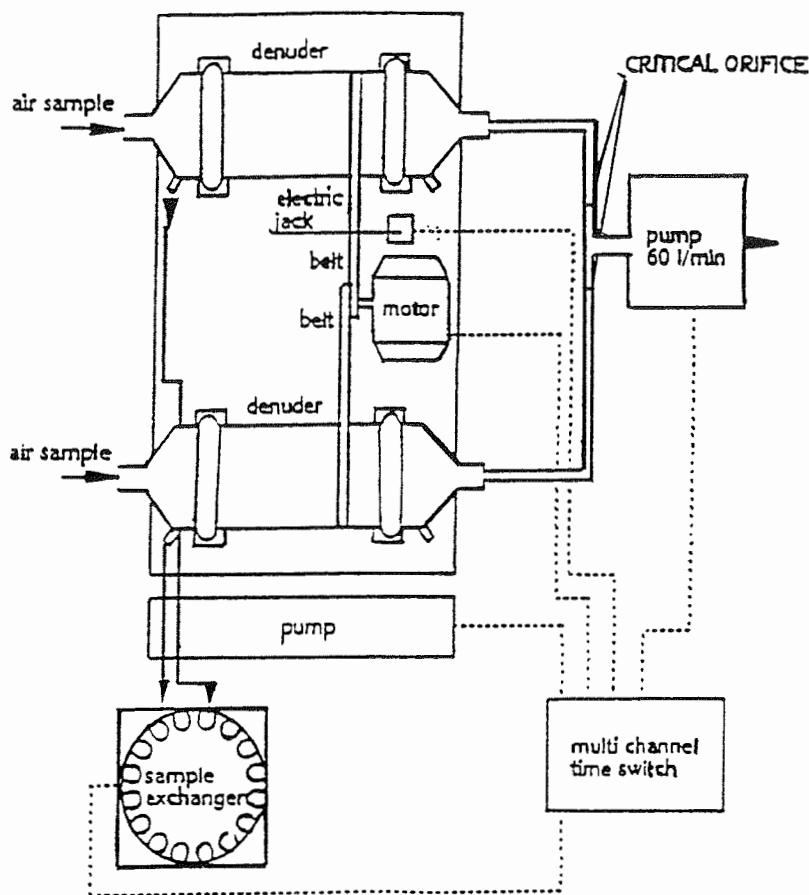 denuder
CRITICAL ORIFICE
air sample
electric
jack
belt
pump
60 l/min
belt
motor
denuder
air sample
pump
multi channel
time switch
sample
exchanger